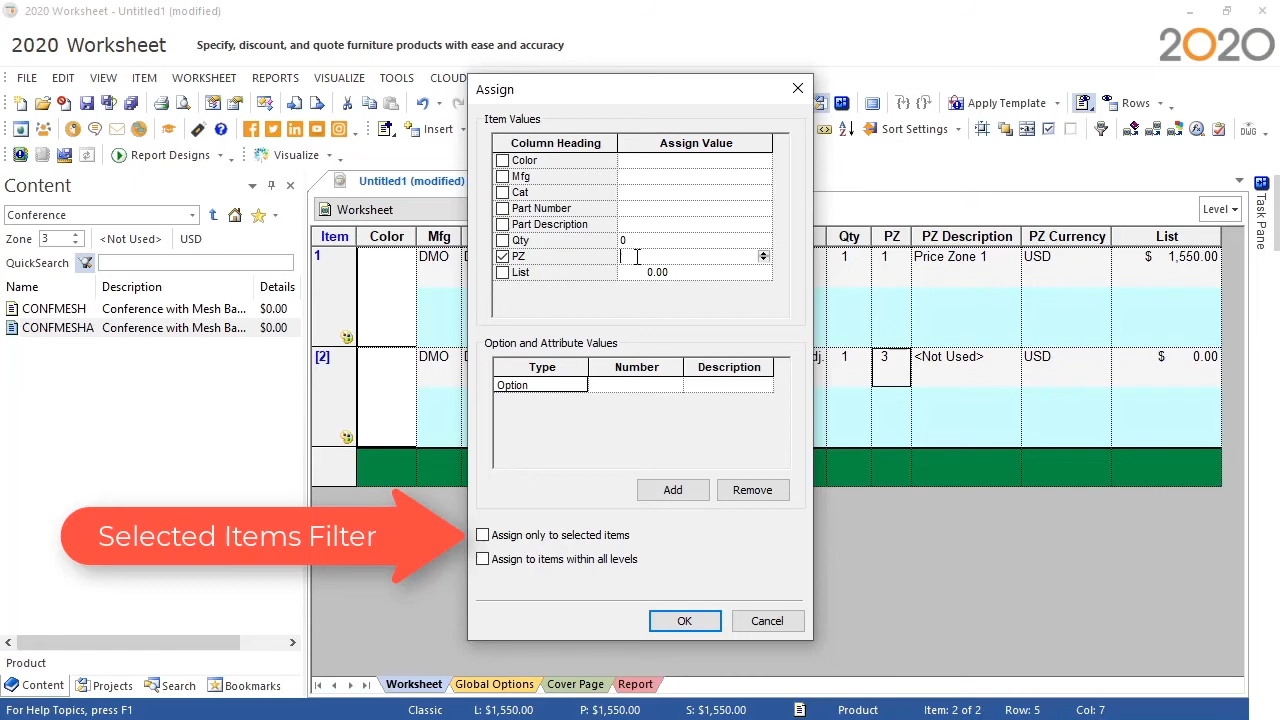 2020 Worksheet - Untitled1 (modified)
2020 Worksheet
Specify, discount, and quote furniture products with ease and accuracy
2020
FILE EDIT VIEW ITEM WORKSHEET REPORTS VISUALIZE TOOLS CLOUD
Insert
Apply Template
Rows
Sort Settings
DWG
Report Designs
Visualize
Content
Conference
Zone 3 <Not Used> USD
QuickSearch
Name Description Details
CONFMESH Conference with Mesh Ba... $0.00
CONFMESHA Conference with Mesh Ba... $0.00
Product
Content Projects Search Bookmarks
Untitled1 (modified)
Worksheet
Level
Task Pane
Item Color Mfg Qty PZ PZ Description PZ Currency List
1 DMO 1 1 Price Zone 1 USD $ 1,550.00
[2] DMO dj. 1 3 <Not Used> USD $ 0.00
Assign
Item Values
Column Heading Assign Value
Color
Mfg
Cat
Part Number
Part Description
Qty 0
PZ
List 0.00
Option and Attribute Values
Type Number Description
Option
Add Remove
Selected Items Filter
Assign only to selected items
Assign to items within all levels
OK Cancel
Worksheet Global Options Cover Page Report
For Help Topics, press F1 Classic L: $1,550.00 P: $1,550.00 S: $1,550.00 Product Item: 2 of 2 Row: 5 Col: 7